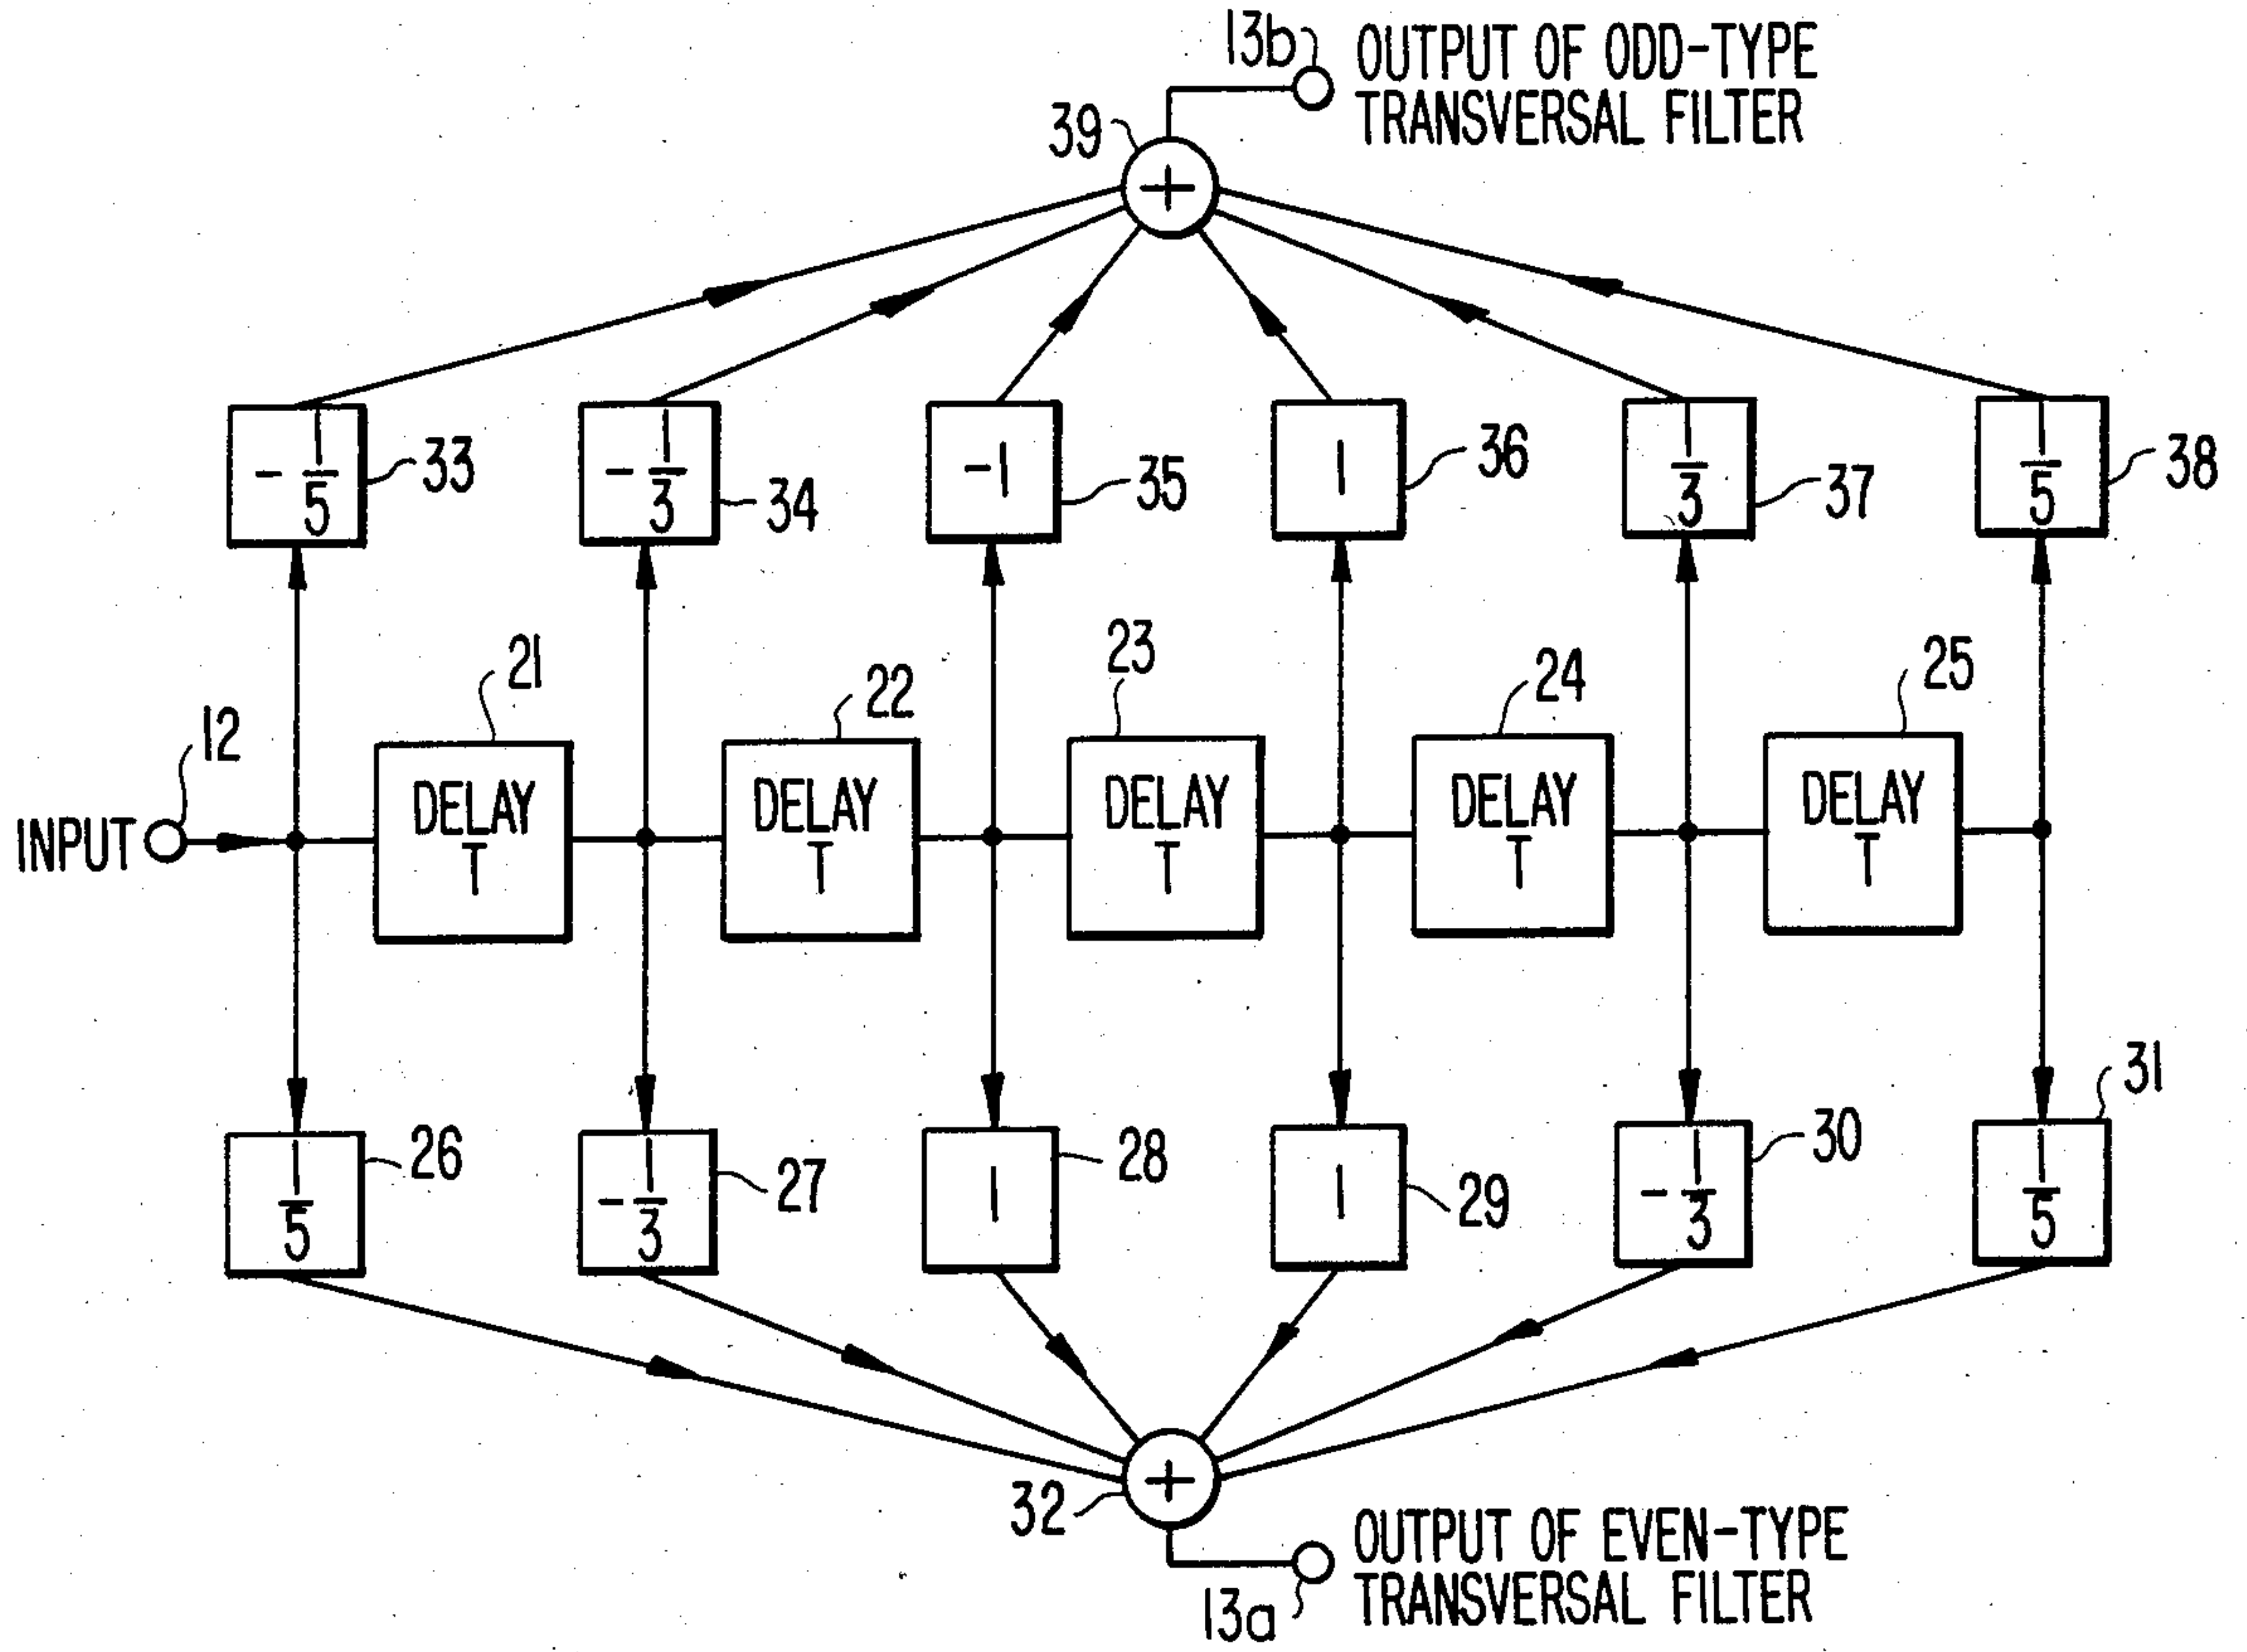 13b
OUTPUT OF ODD-TYPE
TRANSVERSAL FILTER
39
+
- 1/5
33
- 1/3
34
-1
35
1
36
1/3
37
1/5
38
21
22
23
24
25
12
INPUT
DELAY
T
DELAY
T
DELAY
T
DELAY
T
DELAY
T
1/5
26
- 1/3
27
1
28
1
29
- 1/3
30
1/5
31
+
32
OUTPUT OF EVEN-TYPE
TRANSVERSAL FILTER
13a